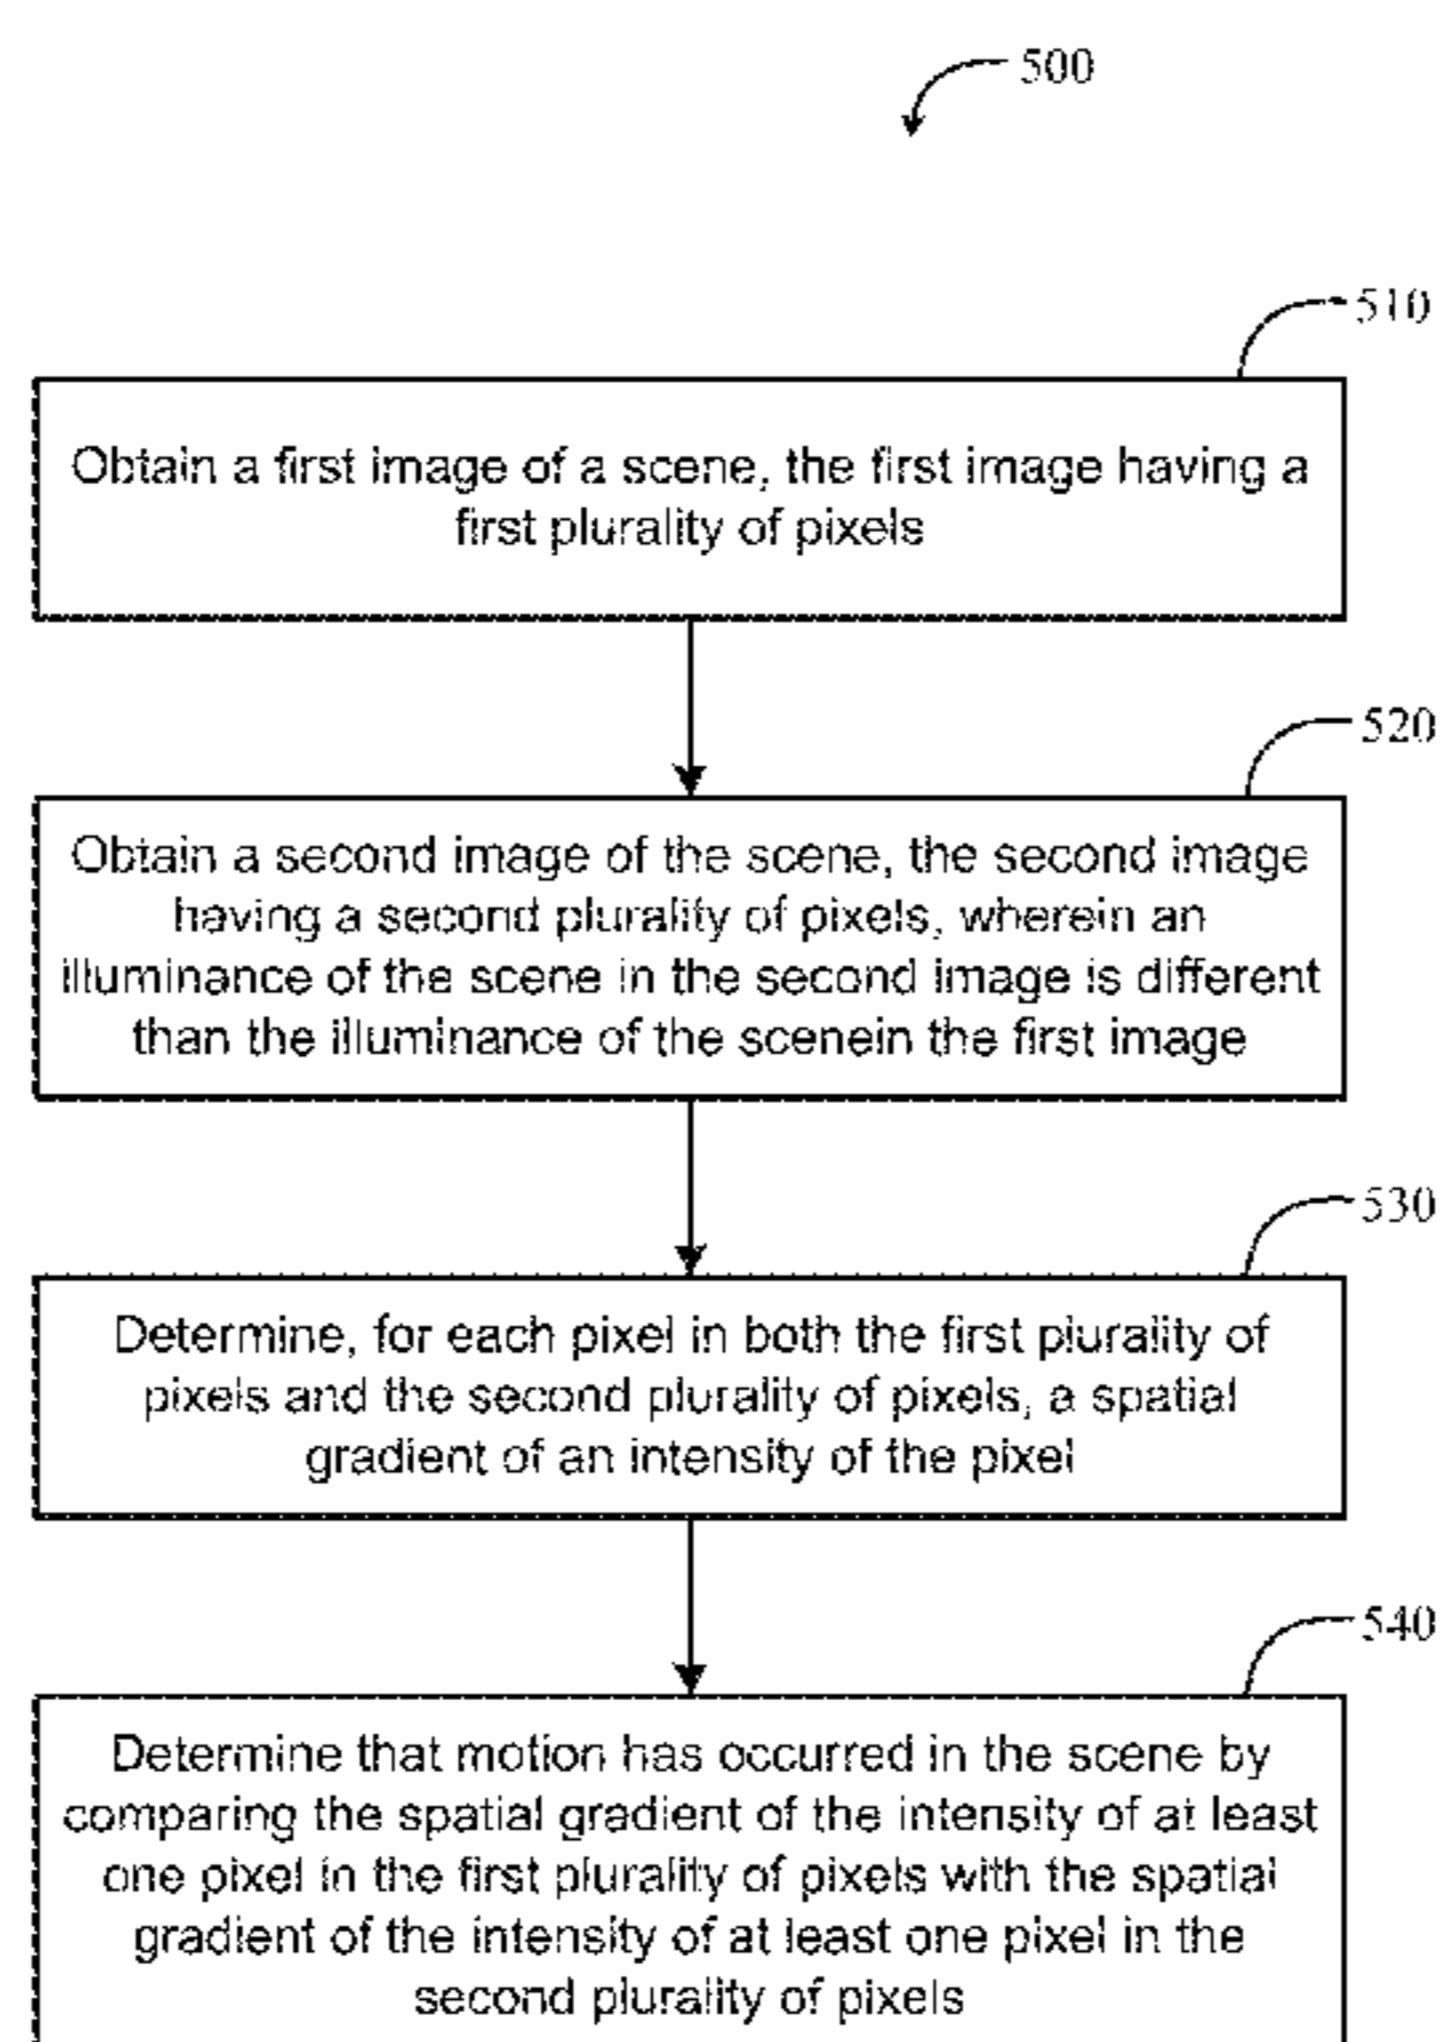 500
510
Obtain a first image of a scene, the first image having a
first plurality of pixels
520
Obtain a second image of the scene, the second image
having a second plurality of pixels, wherein an
illuminance of the scene in the second image is different
than the illuminance of the scenein the first image
530
Determine, for each pixel in both the first plurality of
pixels and the second plurality of pixels, a spatial
gradient of an intensity of the pixel
540
Determine that motion has occurred in the scene by
comparing the spatial gradient of the intensity of at least
one pixel in the first plurality of pixels with the spatial
gradient of the intensity of at least one pixel in the
second plurality of pixels